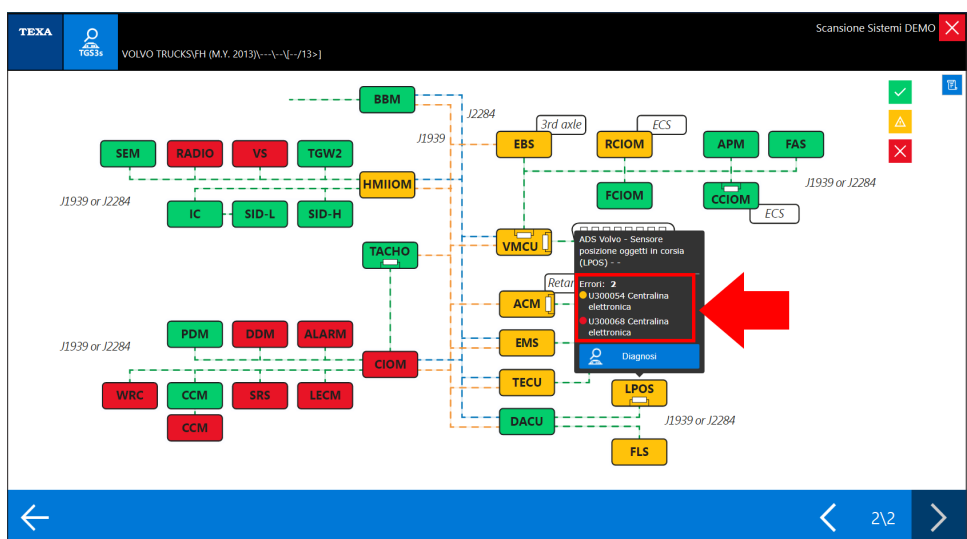 TEXA
TGS3s
VOLVO TRUCKS\FH (M.Y. 2013)\---\--\[--/13>]
Scansione Sistemi DEMO
BBM
J2284
J1939
3rd axle
ECS
EBS
RCIOM
APM
FAS
SEM
RADIO
VS
TGW2
HMIIOM
J1939 or J2284
FCIOM
CCIOM
J1939 or J2284
IC
SID-L
SID-H
ECS
TACHO
VMCU
ADS Volvo - Sensore
posizione oggetti in corsia
(LPOS) - -
Retar
Errori: 2
U300054 Centralina
elettronica
U300068 Centralina
elettronica
Diagnosi
ACM
PDM
DDM
ALARM
EMS
J1939 or J2284
CIOM
TECU
LPOS
WRC
CCM
SRS
LECM
DACU
J1939 or J2284
CCM
FLS
2\2